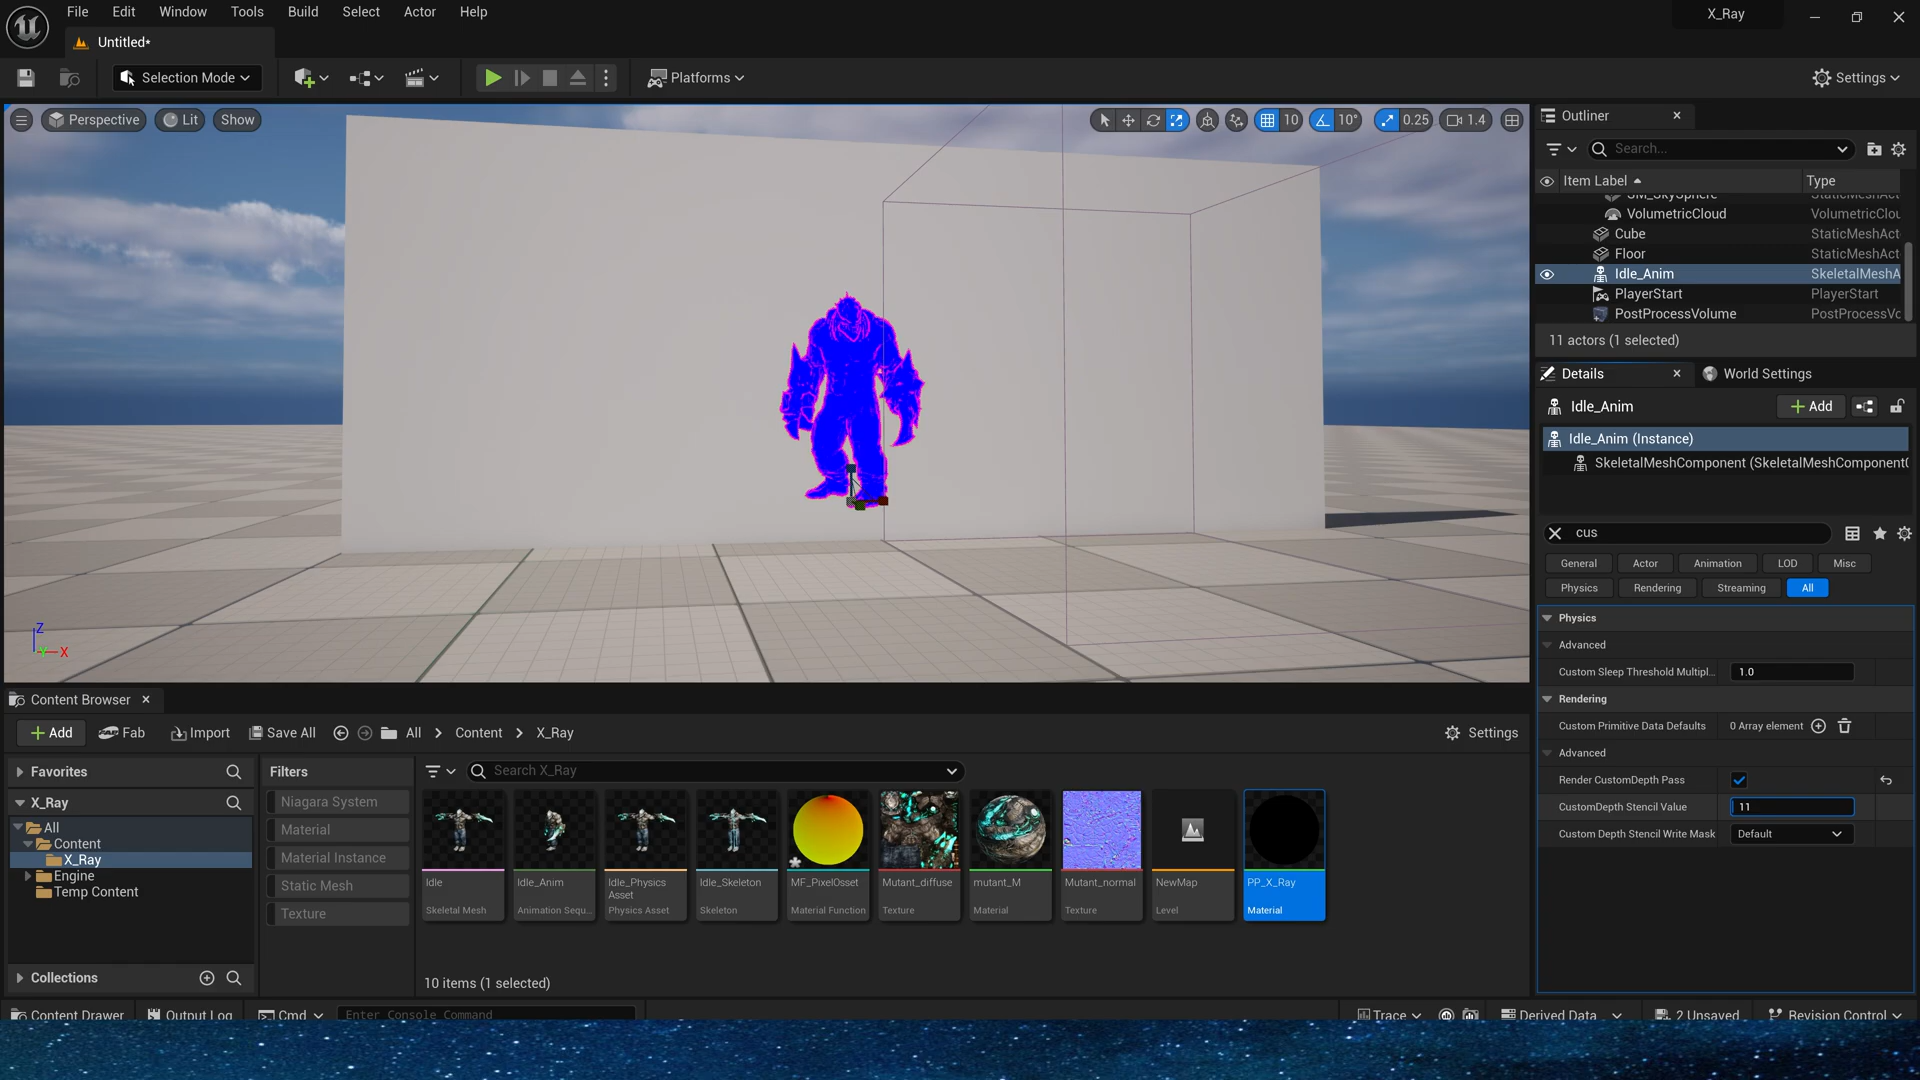 File Edit Window Tools Build Select Actor Help
X_Ray
Untitled*
Selection Mode
Platforms
Settings
Perspective Lit Show
10 10° 0.25 1.4
Z
X
Outliner
Search...
Item Label Type
SM_SkySphere StaticMeshAct
VolumetricCloud VolumetricClou
Cube StaticMeshAct
Floor StaticMeshAct
Idle_Anim SkeletalMeshA
PlayerStart PlayerStart
PostProcessVolume PostProcessVo
11 actors (1 selected)
Details World Settings
Idle_Anim Add
Idle_Anim (Instance)
SkeletalMeshComponent (SkeletalMeshComponent0
cus
General Actor Animation LOD Misc
Physics Rendering Streaming All
Physics
Advanced
Custom Sleep Threshold Multipl... 1.0
Rendering
Custom Primitive Data Defaults 0 Array element
Advanced
Render CustomDepth Pass
CustomDepth Stencil Value 11
Custom Depth Stencil Write Mask Default
Content Browser
Add Fab Import Save All All Content X_Ray Settings
Favorites
X_Ray
All
Content
X_Ray
Engine
Temp Content
Collections
Filters
Niagara System
Material
Material Instance
Static Mesh
Texture
Search X_Ray
Idle
Skeletal Mesh
Idle_Anim
Animation Sequ...
Idle_Physics
Asset
Physics Asset
Idle_Skeleton
Skeleton
MF_PixelOsset
Material Function
Mutant_diffuse
Texture
mutant_M
Material
Mutant_normal
Texture
NewMap
Level
PP_X_Ray
Material
10 items (1 selected)
Content Drawer Output Log Cmd Enter Console Command Trace Derived Data 2 Unsaved Revision Control